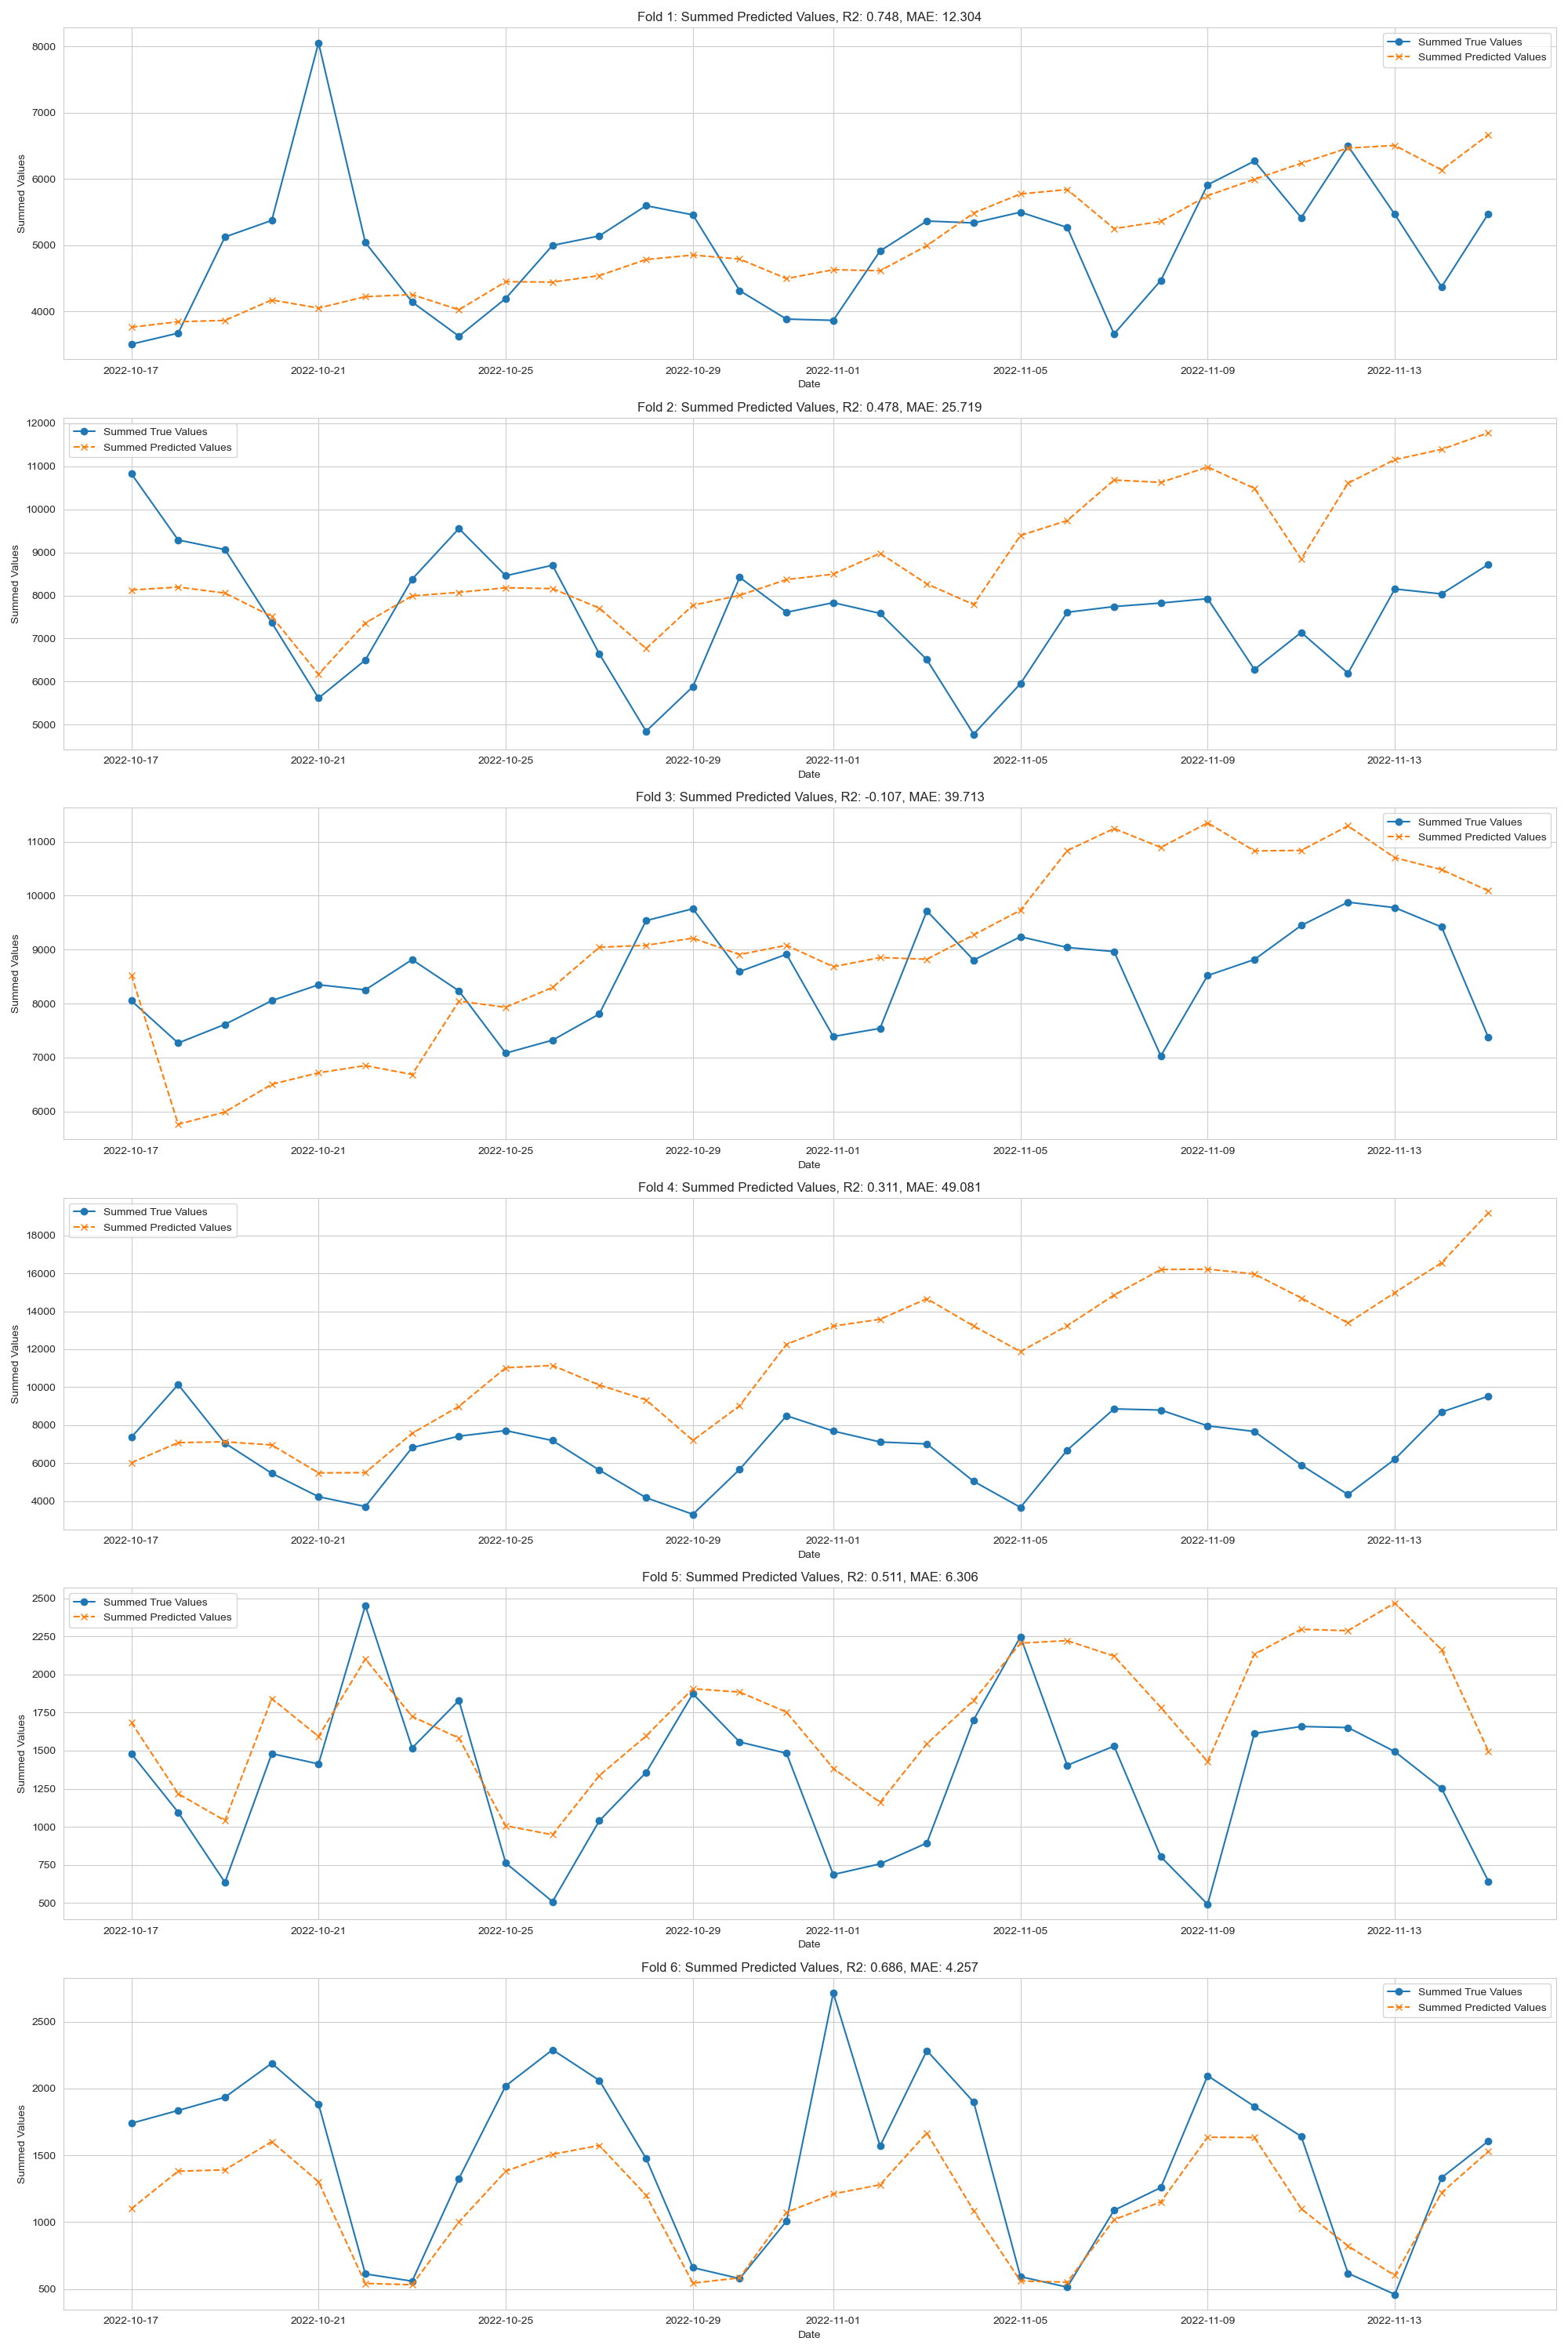 Fold 1: Summed Predicted Values, R2: 0.748, MAE: 12.304
Summed True Values
Summed Predicted Values
Summed Values
8000
7000
6000
5000
4000
2022-10-17 2022-10-21 2022-10-25 2022-10-29 2022-11-01 2022-11-05 2022-11-09 2022-11-13
Date
Fold 2: Summed Predicted Values, R2: 0.478, MAE: 25.719
Summed True Values
Summed Predicted Values
Summed Values
12000
11000
10000
9000
8000
7000
6000
5000
2022-10-17 2022-10-21 2022-10-25 2022-10-29 2022-11-01 2022-11-05 2022-11-09 2022-11-13
Date
Fold 3: Summed Predicted Values, R2: -0.107, MAE: 39.713
Summed True Values
Summed Predicted Values
Summed Values
11000
10000
9000
8000
7000
6000
2022-10-17 2022-10-21 2022-10-25 2022-10-29 2022-11-01 2022-11-05 2022-11-09 2022-11-13
Date
Fold 4: Summed Predicted Values, R2: 0.311, MAE: 49.081
Summed True Values
Summed Predicted Values
Summed Values
18000
16000
14000
12000
10000
8000
6000
4000
2022-10-17 2022-10-21 2022-10-25 2022-10-29 2022-11-01 2022-11-05 2022-11-09 2022-11-13
Date
Fold 5: Summed Predicted Values, R2: 0.511, MAE: 6.306
Summed True Values
Summed Predicted Values
Summed Values
2500
2250
2000
1750
1500
1250
1000
750
500
2022-10-17 2022-10-21 2022-10-25 2022-10-29 2022-11-01 2022-11-05 2022-11-09 2022-11-13
Date
Fold 6: Summed Predicted Values, R2: 0.686, MAE: 4.257
Summed True Values
Summed Predicted Values
Summed Values
2500
2000
1500
1000
500
2022-10-17 2022-10-21 2022-10-25 2022-10-29 2022-11-01 2022-11-05 2022-11-09 2022-11-13
Date